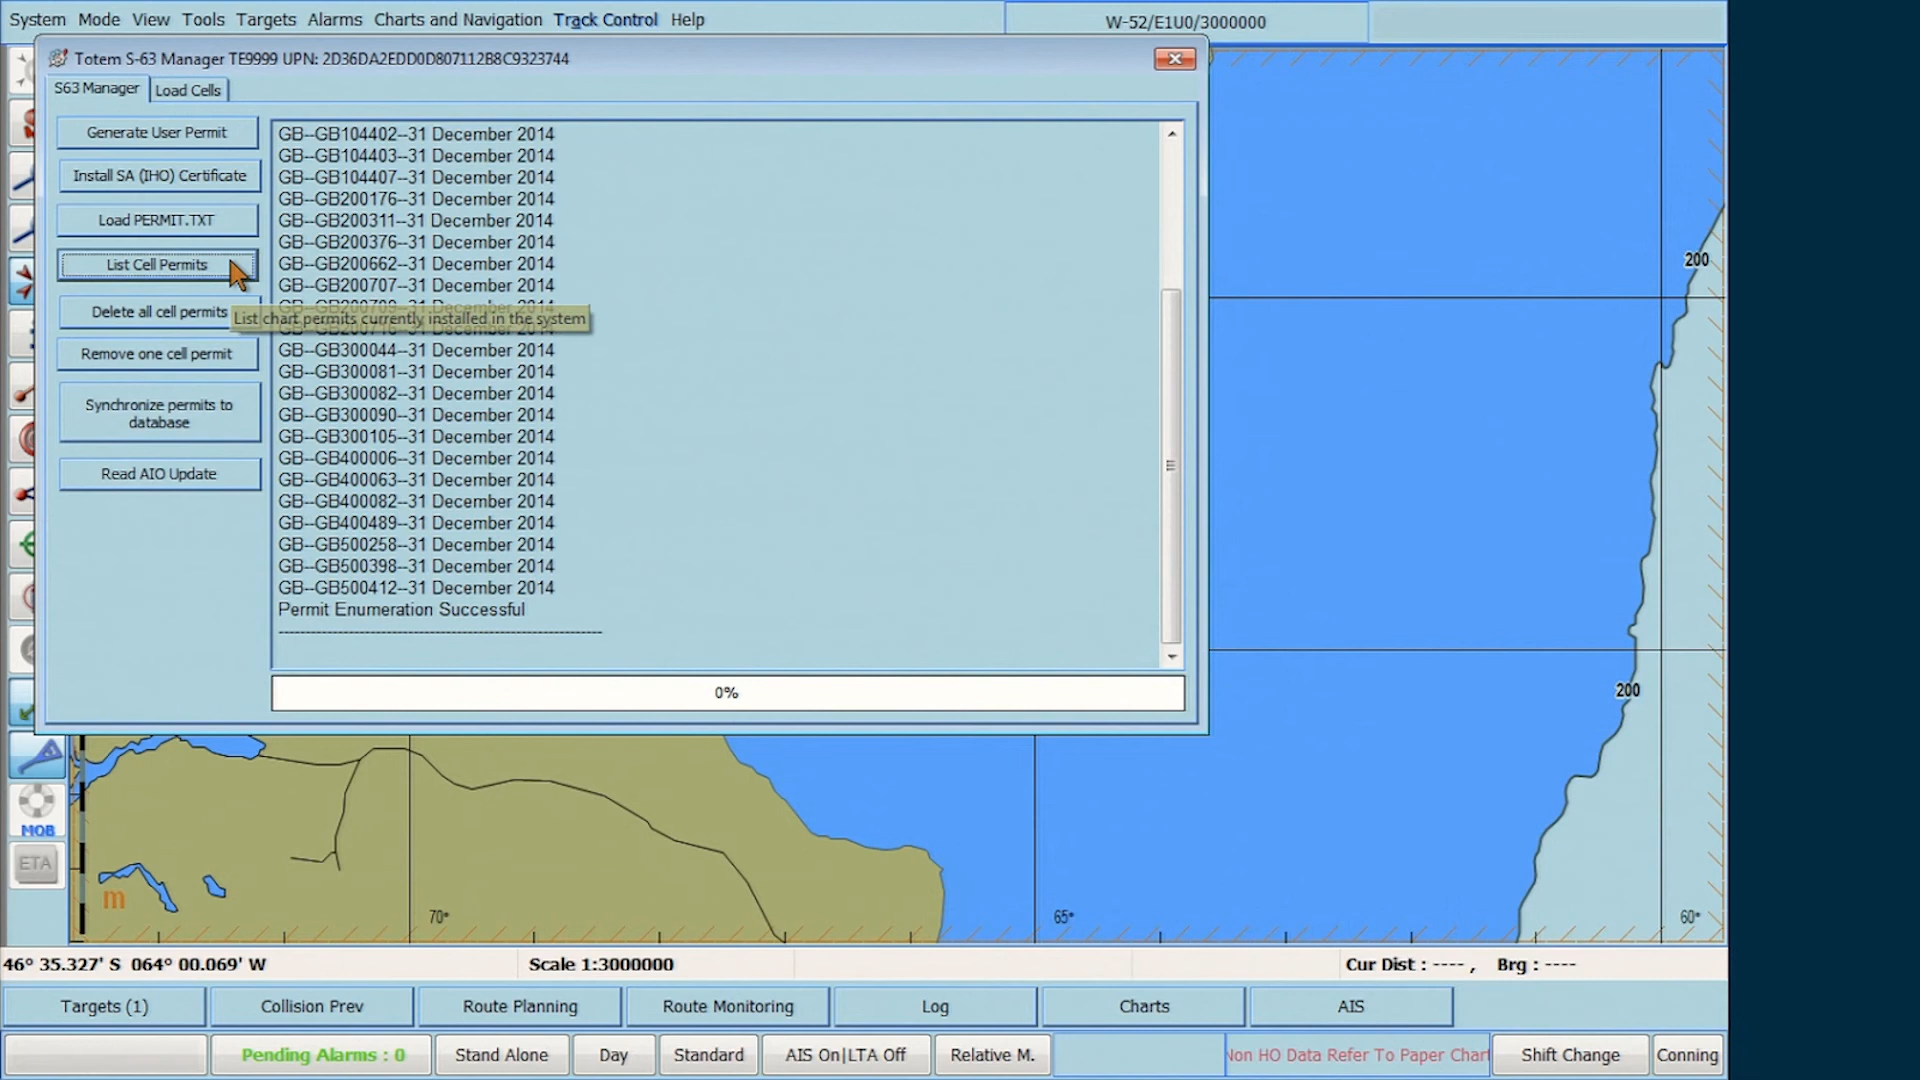 System Mode View Tools Targets Alarms Charts and Navigation Track Control Help
W-52/E1U0/3000000
Totem S-63 Manager TE9999 UPN: 2D36DA2EDD0D807112B8C9323744
S63 Manager Load Cells
Generate User Permit
Install SA (IHO) Certificate
Load PERMIT.TXT
List Cell Permits
Delete all cell permits
Remove one cell permit
Synchronize permits to
database
Read AIO Update
GB--GB104402--31 December 2014
GB--GB104403--31 December 2014
GB--GB104407--31 December 2014
GB--GB200176--31 December 2014
GB--GB200311--31 December 2014
GB--GB200376--31 December 2014
GB--GB200662--31 December 2014
GB--GB200707--31 December 2014
List chart permits currently installed in the system
GB--GB300044--31 December 2014
GB--GB300081--31 December 2014
GB--GB300082--31 December 2014
GB--GB300090--31 December 2014
GB--GB300105--31 December 2014
GB--GB400006--31 December 2014
GB--GB400063--31 December 2014
GB--GB400082--31 December 2014
GB--GB400489--31 December 2014
GB--GB500258--31 December 2014
GB--GB500398--31 December 2014
GB--GB500412--31 December 2014
Permit Enumeration Successful
------------------------------------------------------------
0%
200
200
MOB
ETA
m
70°
65°
60°
46° 35.327' S 064° 00.069' W
Scale 1:3000000
Cur Dist : ---- , Brg : ----
Targets (1) Collision Prev Route Planning Route Monitoring Log Charts AIS
Pending Alarms : 0 Stand Alone Day Standard AIS On|LTA Off Relative M. HO Data Refer To Paper Shift Change Conning